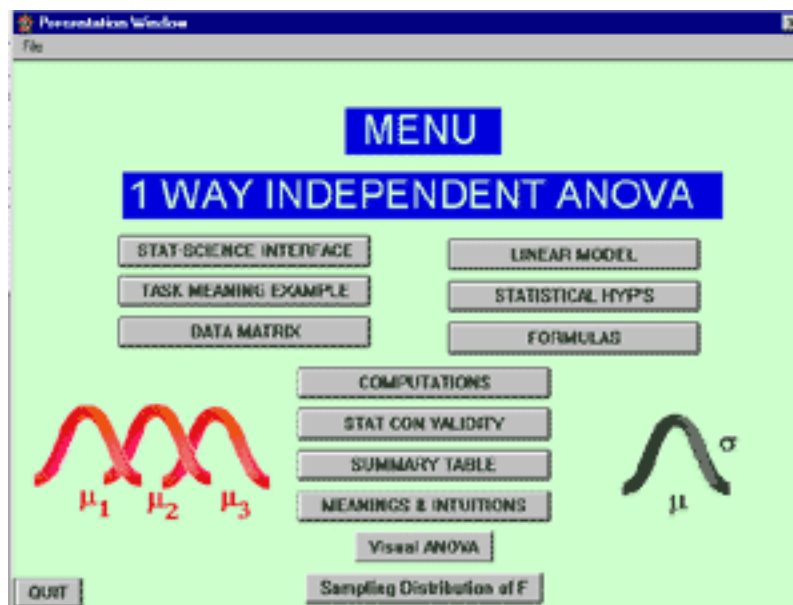 Presentation Window
File
MENU
1 WAY INDEPENDENT ANOVA
STAT-SCIENCE INTERFACE
LINEAR MODEL
TASK MEANING EXAMPLE
STATISTICAL HYP'S
DATA MATRIX
FORMULAS
COMPUTATIONS
STAT CON VALIDITY
SUMMARY TABLE
MEANINGS & INTUITIONS
μ1 μ2 μ3
σ
μ
Visual ANOVA
Sampling Distribution of F
QUIT